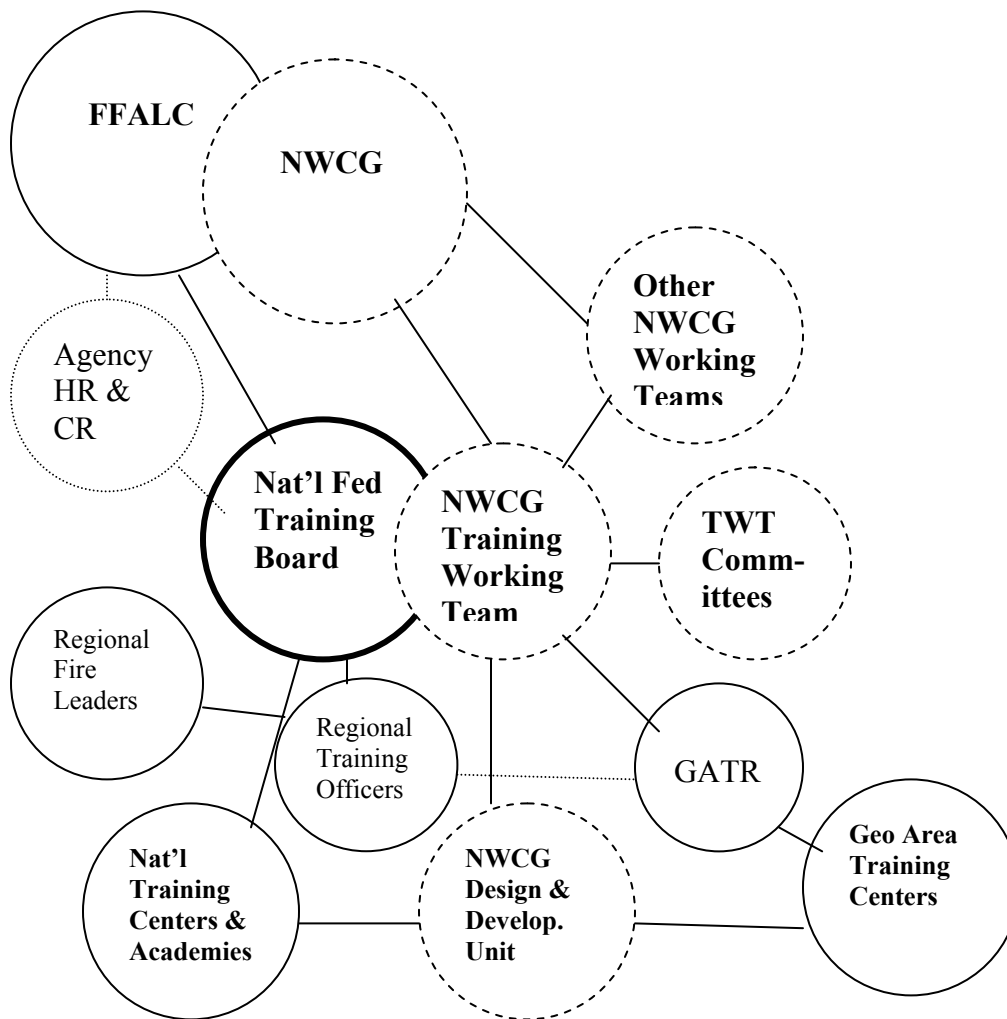 FFALC
NWCG
Other
NWCG
Working
Teams
Agency
HR &
CR
Nat’l Fed
Training
Board
NWCG
Training
Working
Team
TWT
Comm-
ittees
Regional
Fire
Leaders
Regional
Training
Officers
GATR
Nat’l
Training
Centers &
Academies
NWCG
Design &
Develop.
Unit
Geo Area
Training
Centers